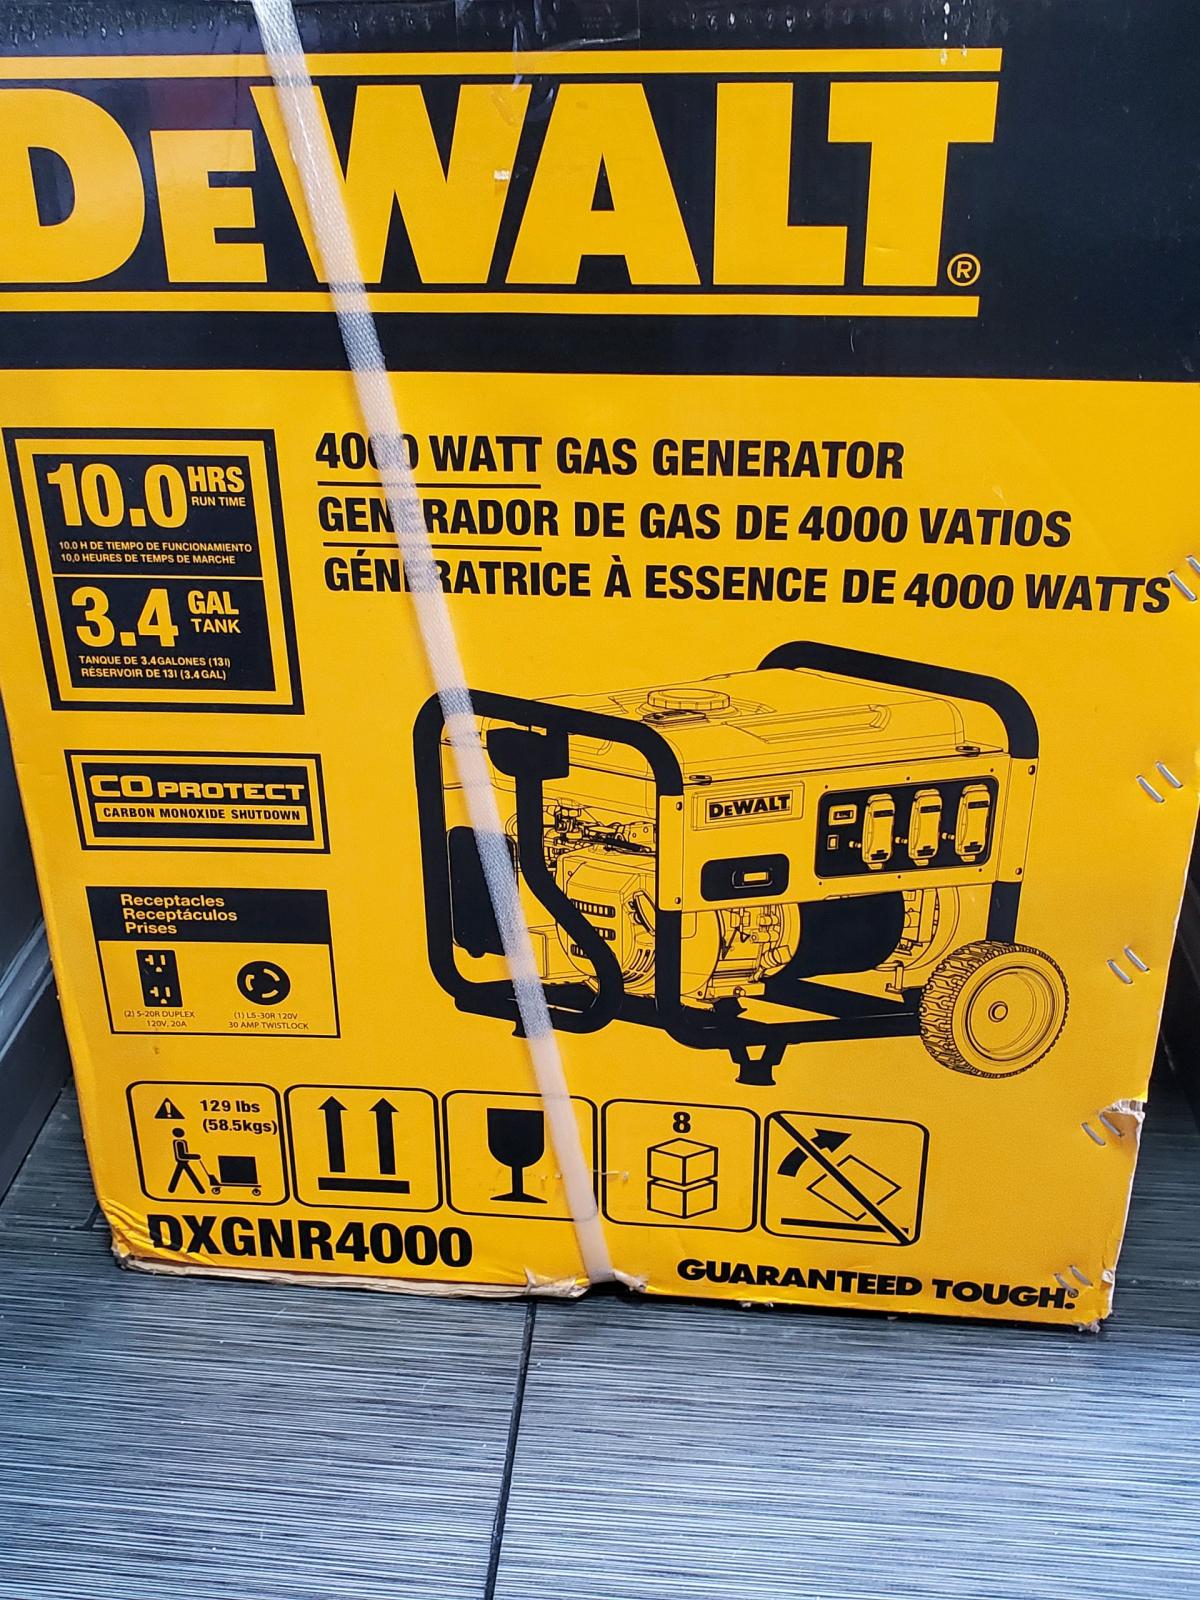 DEWALT®
4000 WATT GAS GENERATOR
GENERADOR DE GAS DE 4000 VATIOS
GÉNÉRATRICE À ESSENCE DE 4000 WATTS
10.0 HRS
RUN TIME
10.0 H DE TIEMPO DE FUNCIONAMIENTO
10,0 HEURES DE TEMPS DE MARCHE
3.4 GAL
TANK
TANQUE DE 3.4 GALONES (13l)
RÉSERVOIR DE 13l (3.4 GAL)
CO PROTECT
CARBON MONOXIDE SHUTDOWN
Receptacles
Receptáculos
Prises
(2) 5-20R DUPLEX
120V, 20A
(1) L5-30R 120V
30 AMP TWISTLOCK
DEWALT
129 lbs
(58.5kgs)
8
DXGNR4000
GUARANTEED TOUGH.®